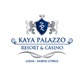 KAYA PALAZZO
RESORT & CASINO
GIRNE - NORTH CYPRUS